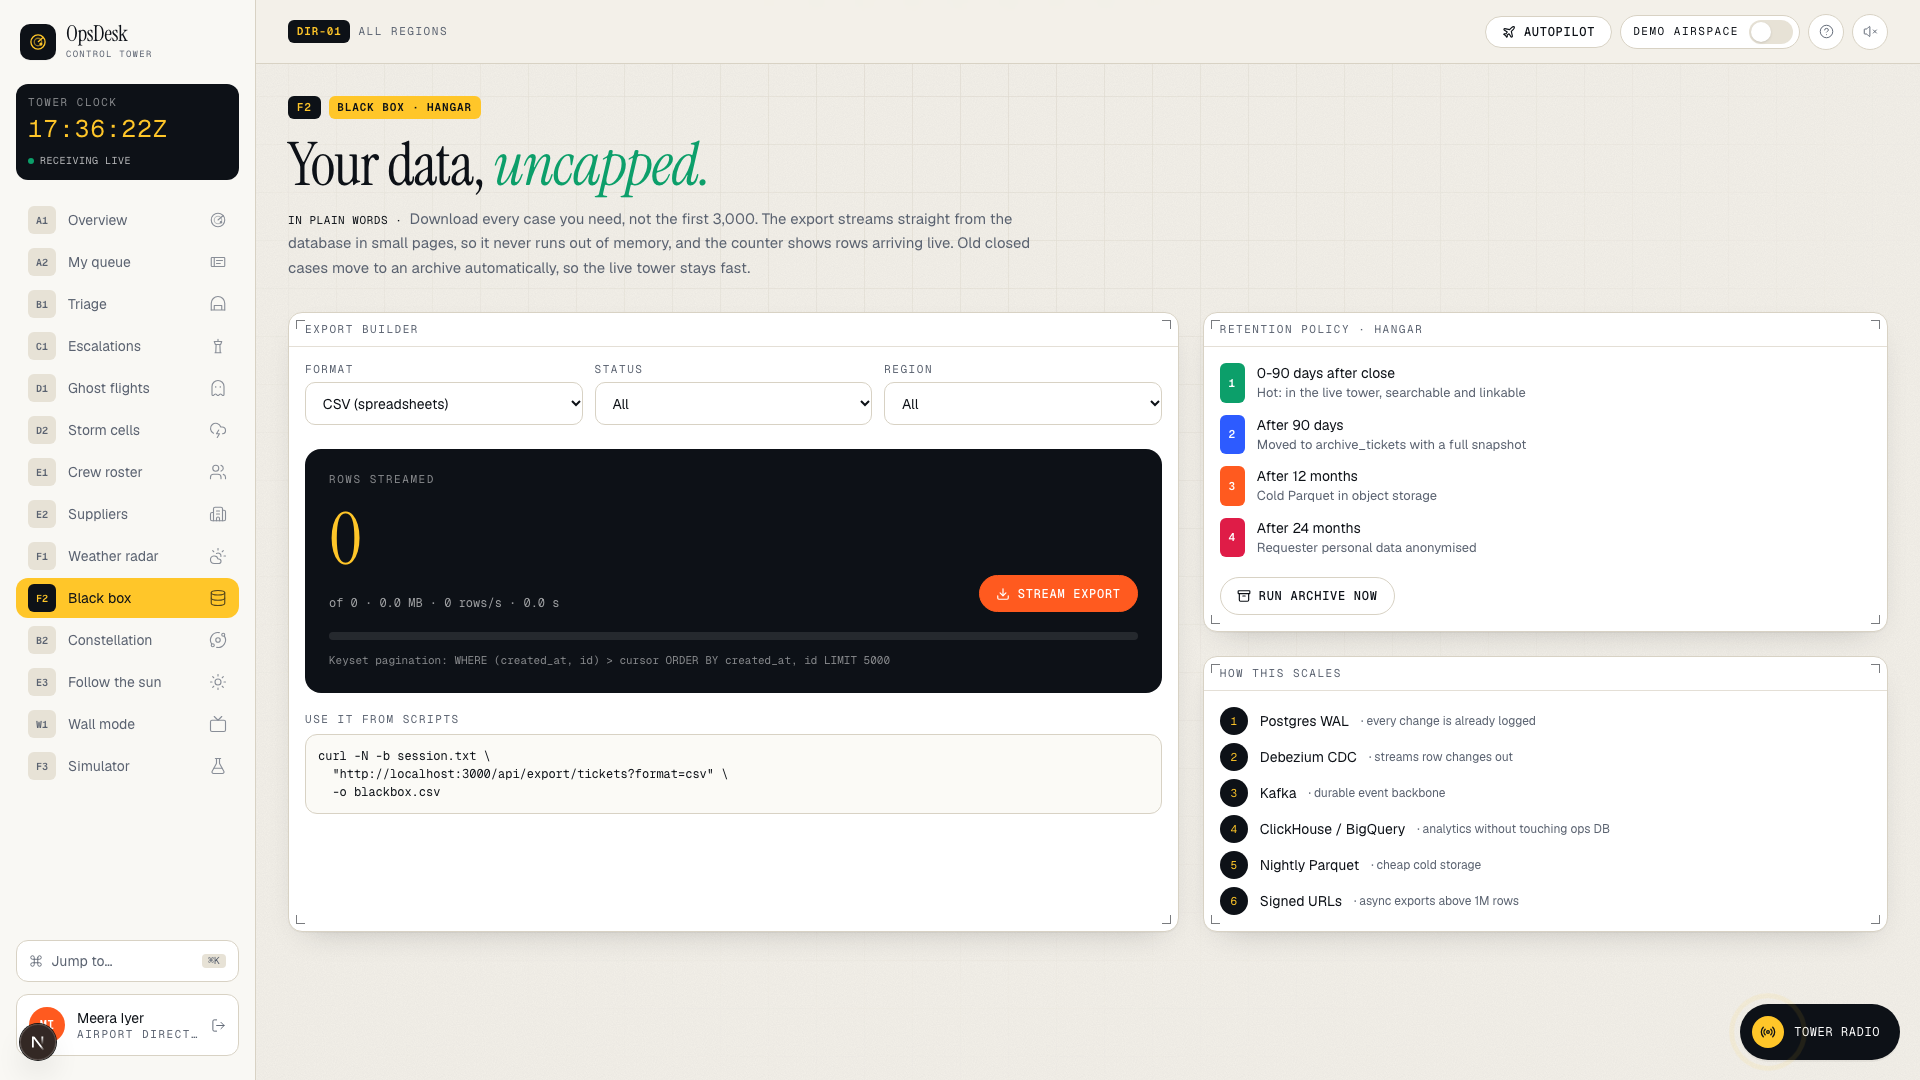 OpsDesk
CONTROL TOWER
TOWER CLOCK
17:36:22Z
RECEIVING LIVE
A1 Overview
A2 My queue
B1 Triage
C1 Escalations
D1 Ghost flights
D2 Storm cells
E1 Crew roster
E2 Suppliers
F1 Weather radar
F2 Black box
B2 Constellation
E3 Follow the sun
W1 Wall mode
F3 Simulator
⌘ Jump to… ⌘K
Meera Iyer
AIRPORT DIRECT…
N
DIR-01 ALL REGIONS
AUTOPILOT
DEMO AIRSPACE
F2 BLACK BOX · HANGAR
Your data, uncapped.
IN PLAIN WORDS · Download every case you need, not the first 3,000. The export streams straight from the
database in small pages, so it never runs out of memory, and the counter shows rows arriving live. Old closed
cases move to an archive automatically, so the live tower stays fast.
EXPORT BUILDER
FORMAT STATUS REGION
CSV (spreadsheets) All All
ROWS STREAMED
0
of 0 · 0.0 MB · 0 rows/s · 0.0 s
STREAM EXPORT
Keyset pagination: WHERE (created_at, id) > cursor ORDER BY created_at, id LIMIT 5000
USE IT FROM SCRIPTS
curl -N -b session.txt \
"http://localhost:3000/api/export/tickets?format=csv" \
-o blackbox.csv
RETENTION POLICY · HANGAR
1 0-90 days after close
Hot: in the live tower, searchable and linkable
2 After 90 days
Moved to archive_tickets with a full snapshot
3 After 12 months
Cold Parquet in object storage
4 After 24 months
Requester personal data anonymised
RUN ARCHIVE NOW
HOW THIS SCALES
1 Postgres WAL · every change is already logged
2 Debezium CDC · streams row changes out
3 Kafka · durable event backbone
4 ClickHouse / BigQuery · analytics without touching ops DB
5 Nightly Parquet · cheap cold storage
6 Signed URLs · async exports above 1M rows
TOWER RADIO